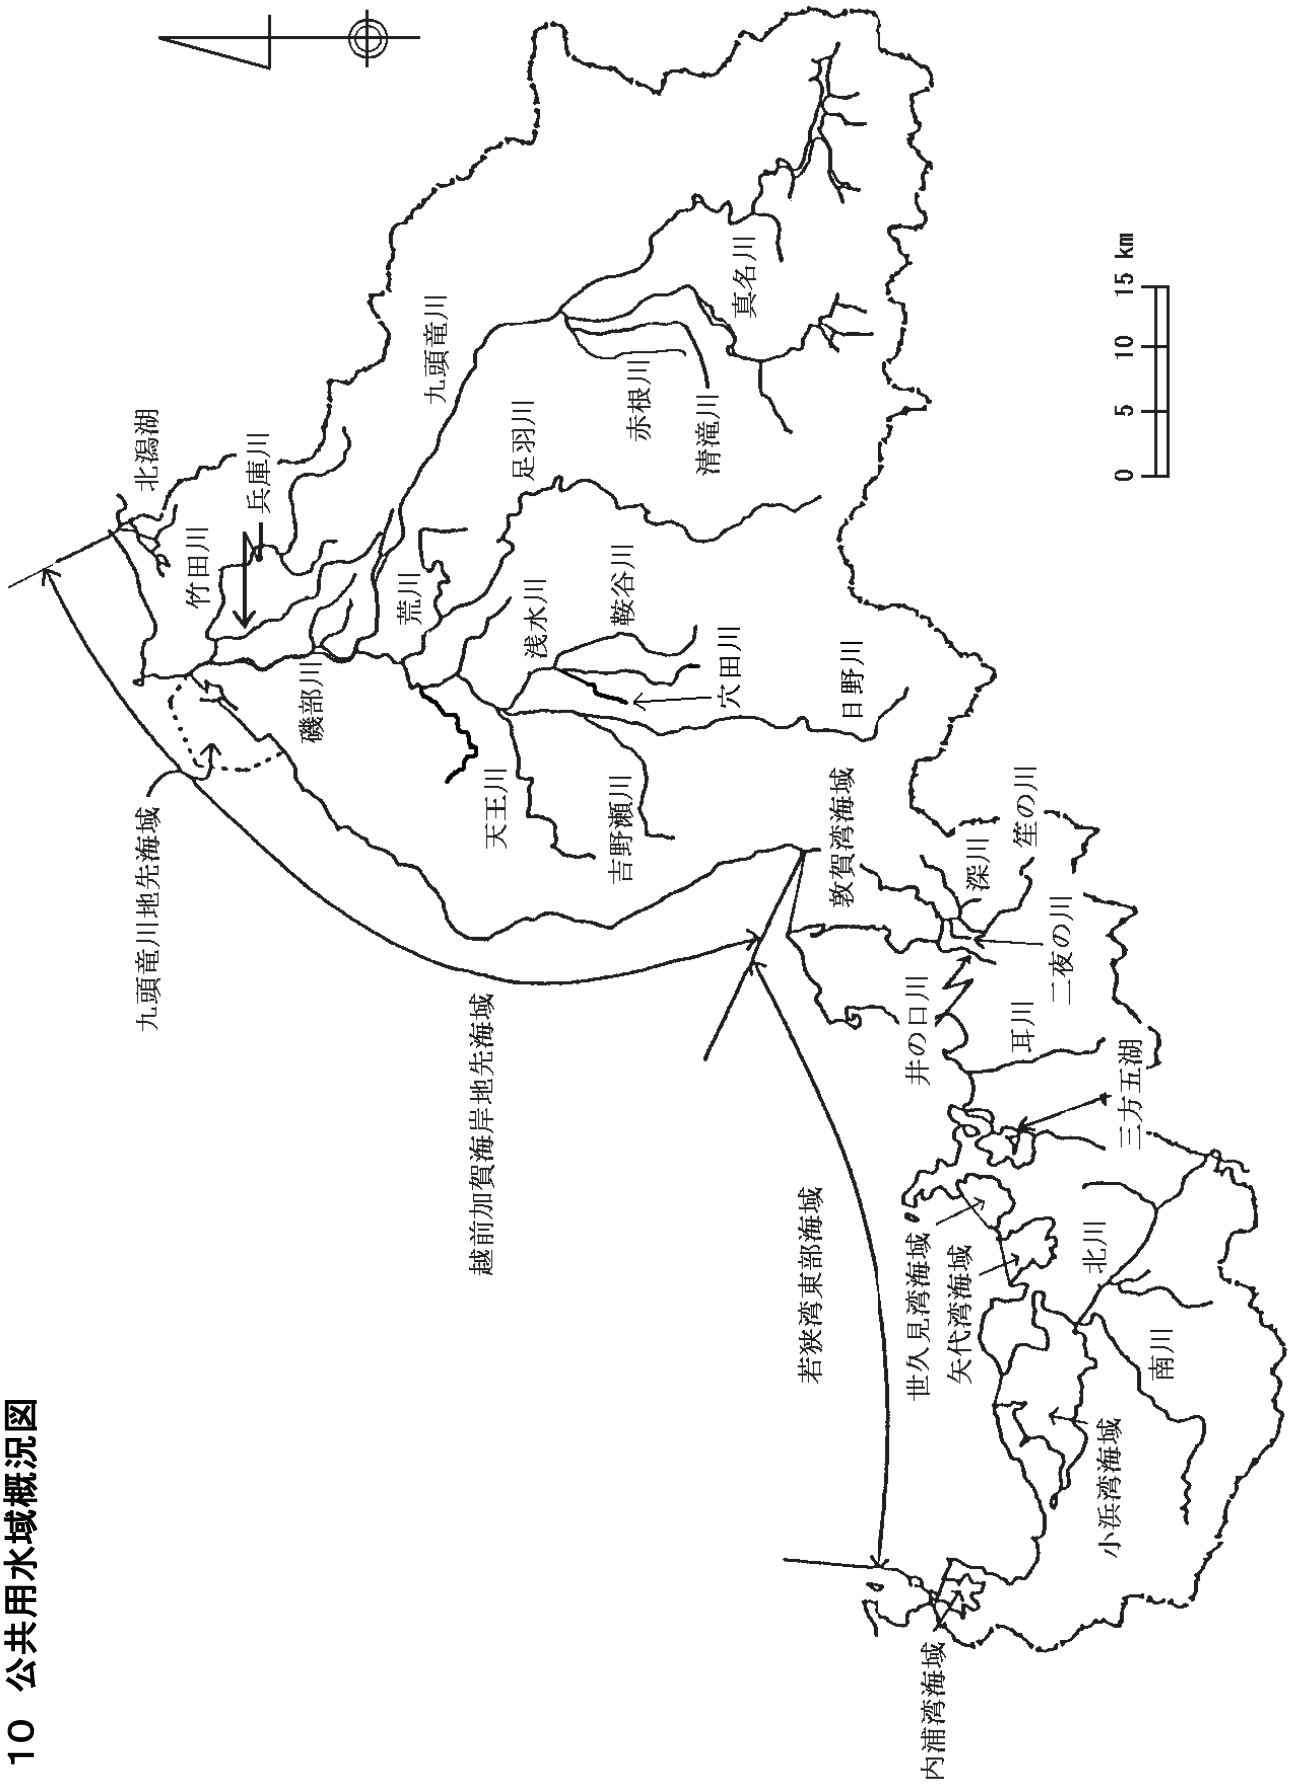 10 公共用水域概況図
北潟湖
兵庫川
竹田川
九頭竜川
磯部川
荒川
足羽川
赤根川
清滝川
真名川
浅水川
鞍谷川
穴田川
日野川
天王川
吉野瀬川
九頭竜川地先海域
越前加賀海岸地先海域
敦賀湾海域
深川
笙の川
二夜の川
井の口川
耳川
三方五湖
若狭湾東部海域
世久見湾海域
矢代湾海域
北川
南川
小浜湾海域
内浦湾海域
0 5 10 15 km